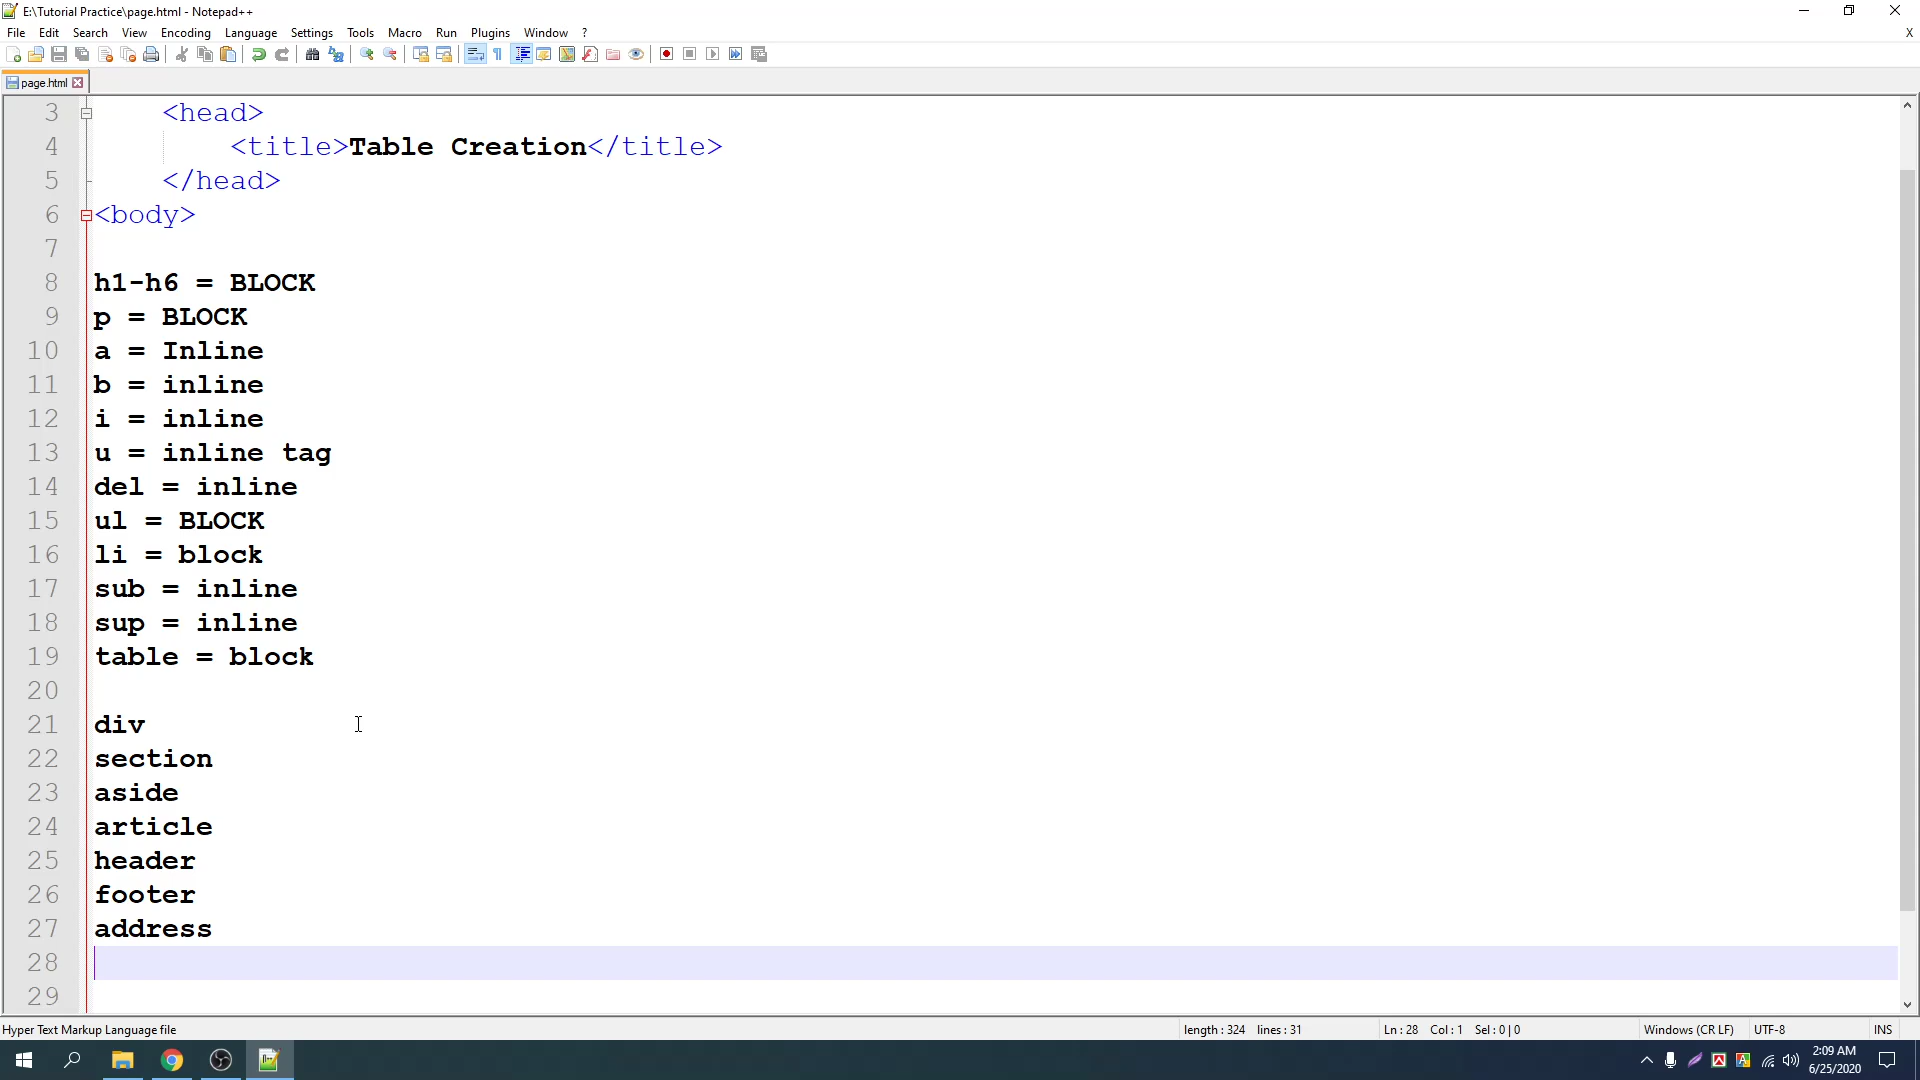 E:\Tutorial Practice\page.html - Notepad++
File Edit Search View Encoding Language Settings Tools Macro Run Plugins Window ? X
page.html
3 <head>
4 <title>Table Creation</title>
5 </head>
6 <body>
7
8 h1-h6 = BLOCK
9 p = BLOCK
10 a = Inline
11 b = inline
12 i = inline
13 u = inline tag
14 del = inline
15 ul = BLOCK
16 li = block
17 sub = inline
18 sup = inline
19 table = block
20
21 div
22 section
23 aside
24 article
25 header
26 footer
27 address
28
29
Hyper Text Markup Language file length : 324 lines : 31 Ln : 28 Col : 1 Sel : 0 | 0 Windows (CR LF) UTF-8 INS
2:09 AM
6/25/2020